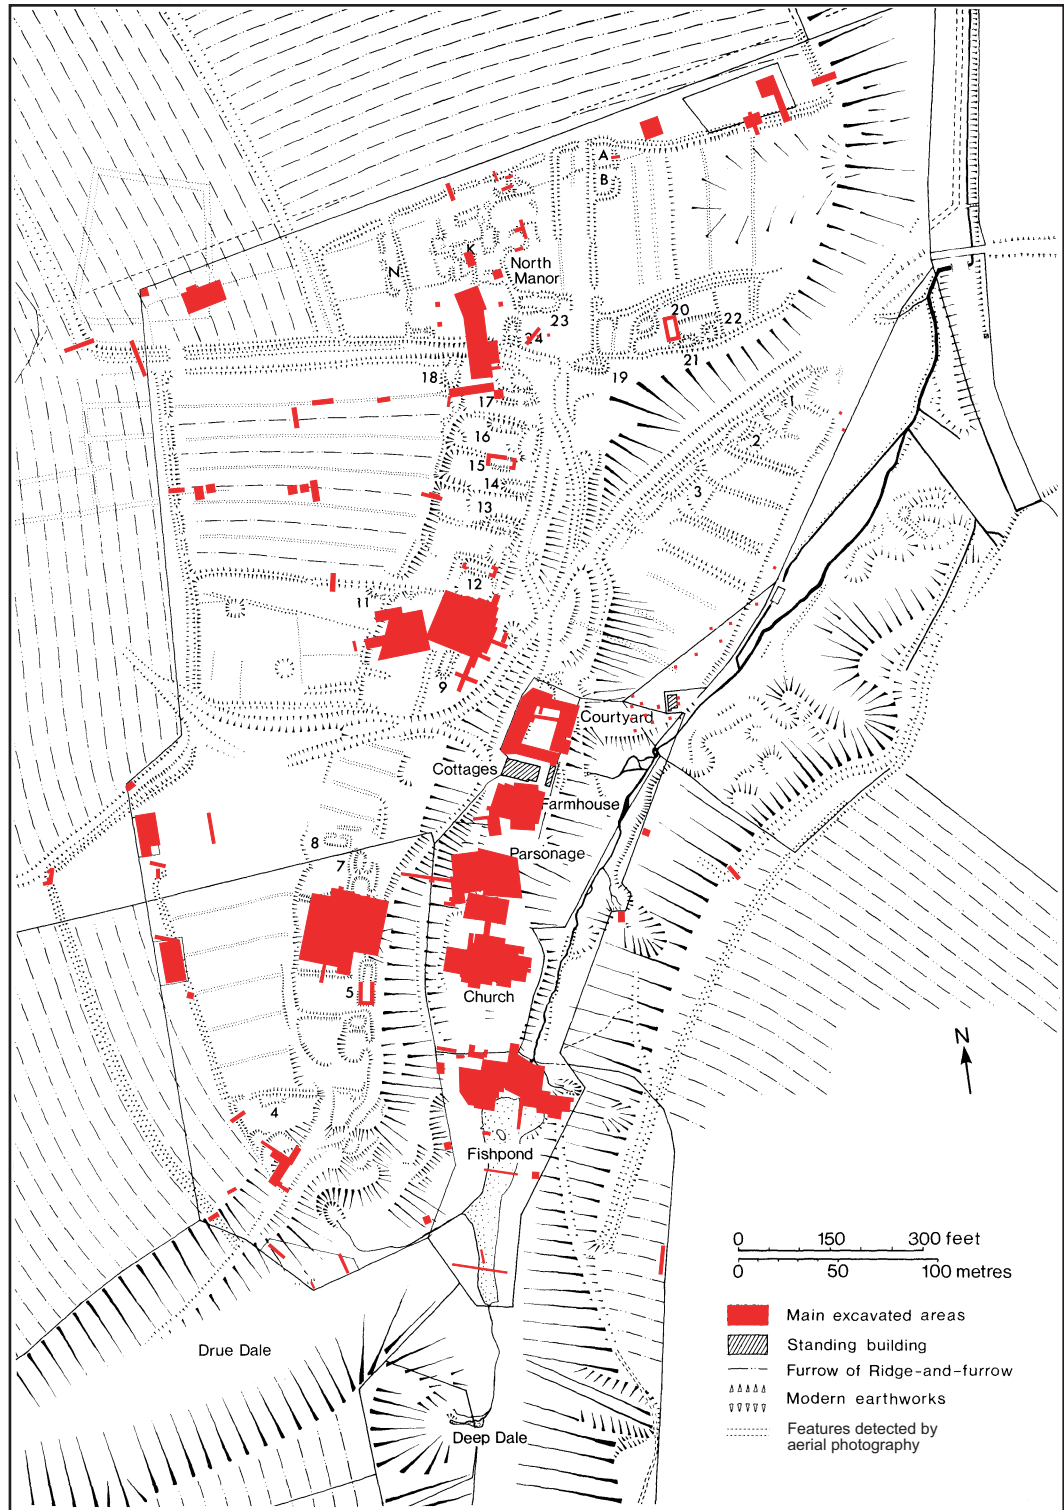 A
B
K
N
North
Manor
20
23
22
24
21
19
18
17
1
16
2
15
14
3
13
12
11
9
Courtyard
Cottages
Farmhouse
8
Parsonage
7
5
Church
N
4
Fishpond
0 150 300 feet
0 50 100 metres
Main excavated areas
Standing building
Furrow of Ridge-and-furrow
Modern earthworks
Features detected by
aerial photography
Drue Dale
Deep Dale